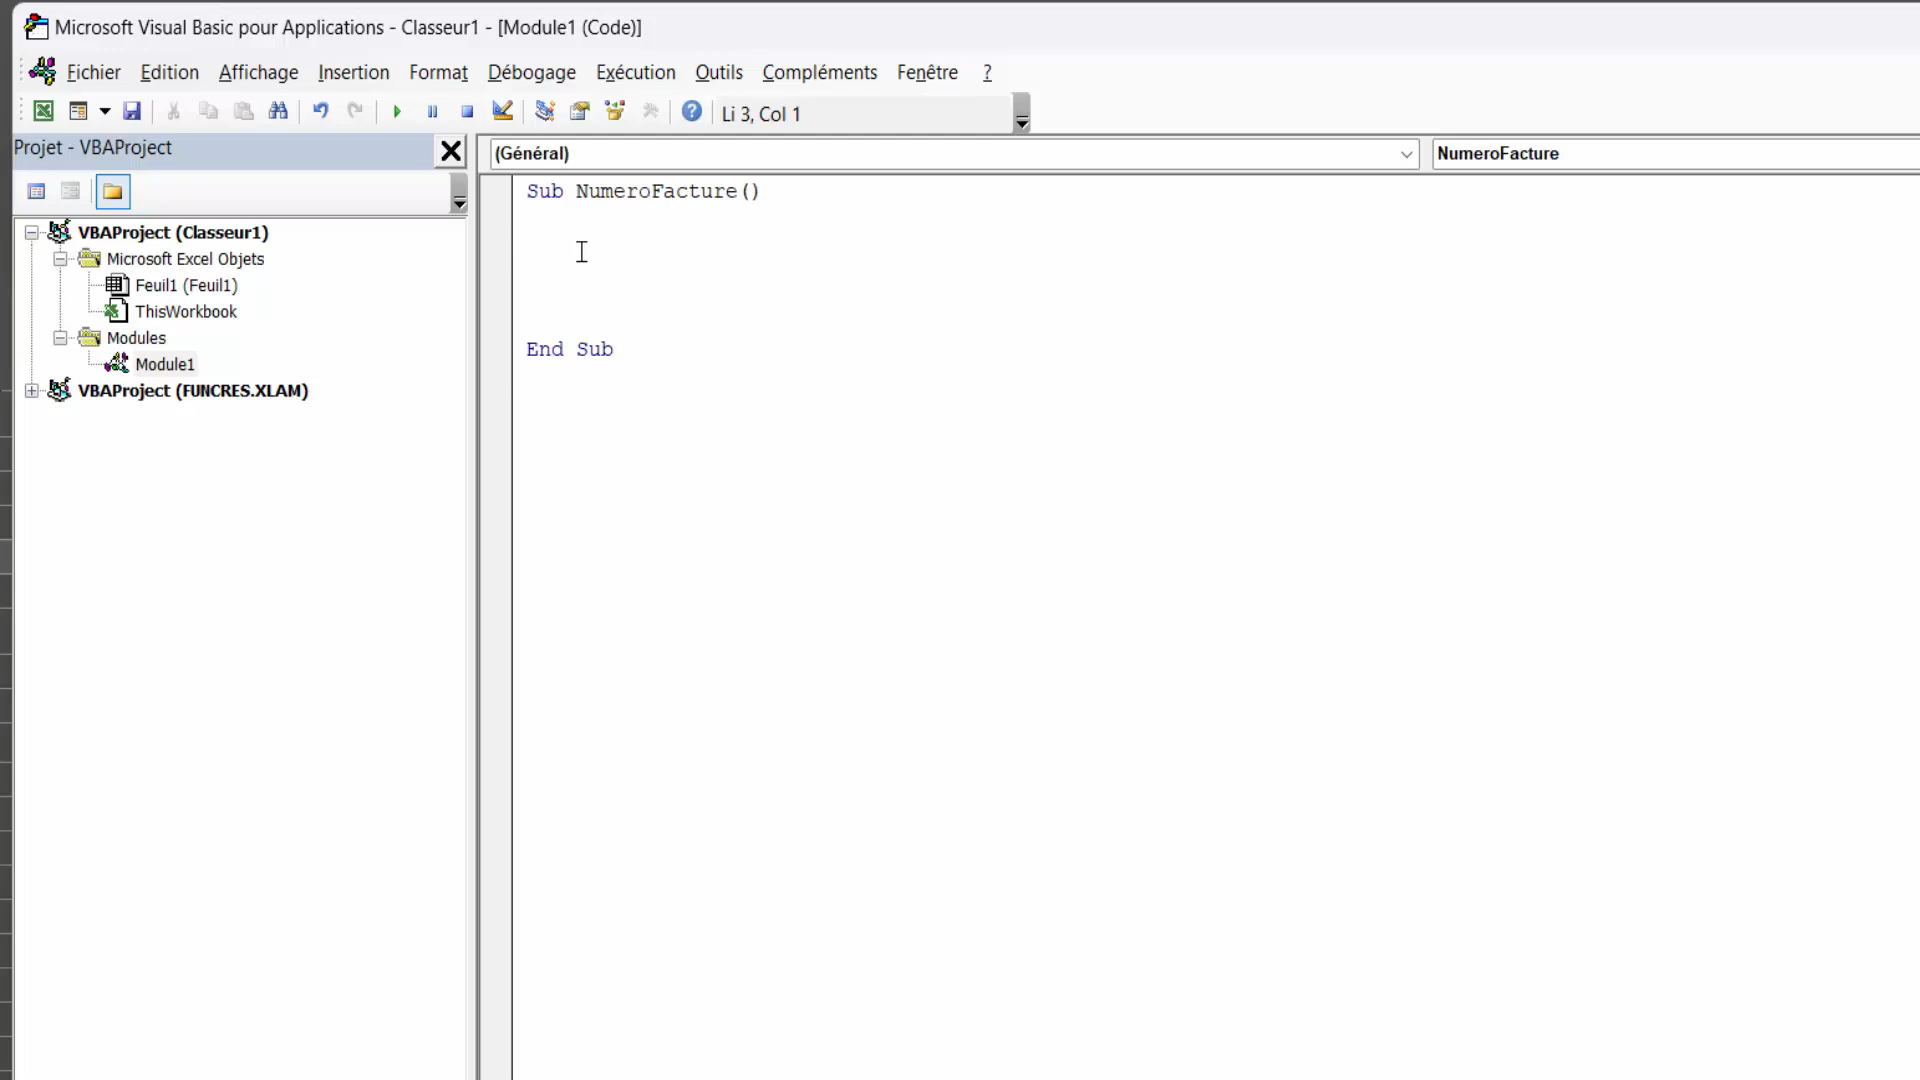 Microsoft Visual Basic pour Applications - Classeur1 - [Module1 (Code)]
Fichier Edition Affichage Insertion Format Débogage Exécution Outils Compléments Fenêtre ?
Li 3, Col 1
Projet - VBAProject
(Général)
NumeroFacture
VBAProject (Classeur1)
Microsoft Excel Objets
Feuil1 (Feuil1)
ThisWorkbook
Modules
Module1
VBAProject (FUNCRES.XLAM)
Sub NumeroFacture()
End Sub